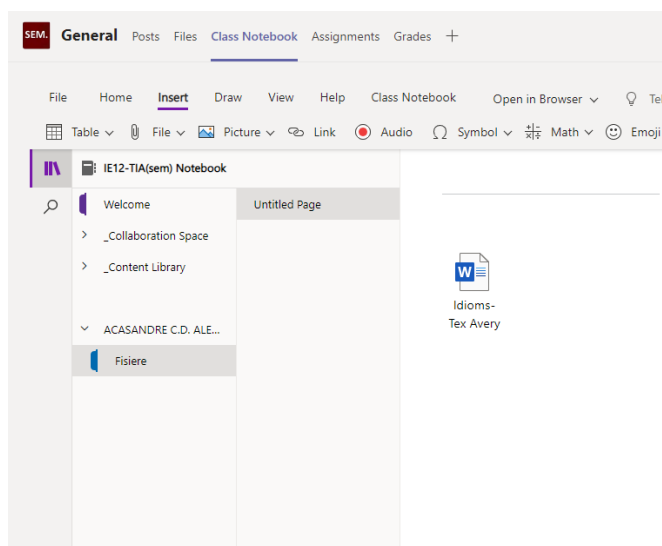 SEM. General Posts Files Class Notebook Assignments Grades
File Home Insert Draw View Help Class Notebook Open in Browser
Table File Picture Link Audio Symbol Math Emoji
IE12-TIA(sem) Notebook
Welcome
_Collaboration Space
_Content Library
ACASANDRE C.D. ALE...
Fisiere
Untitled Page
Idioms-
Tex Avery